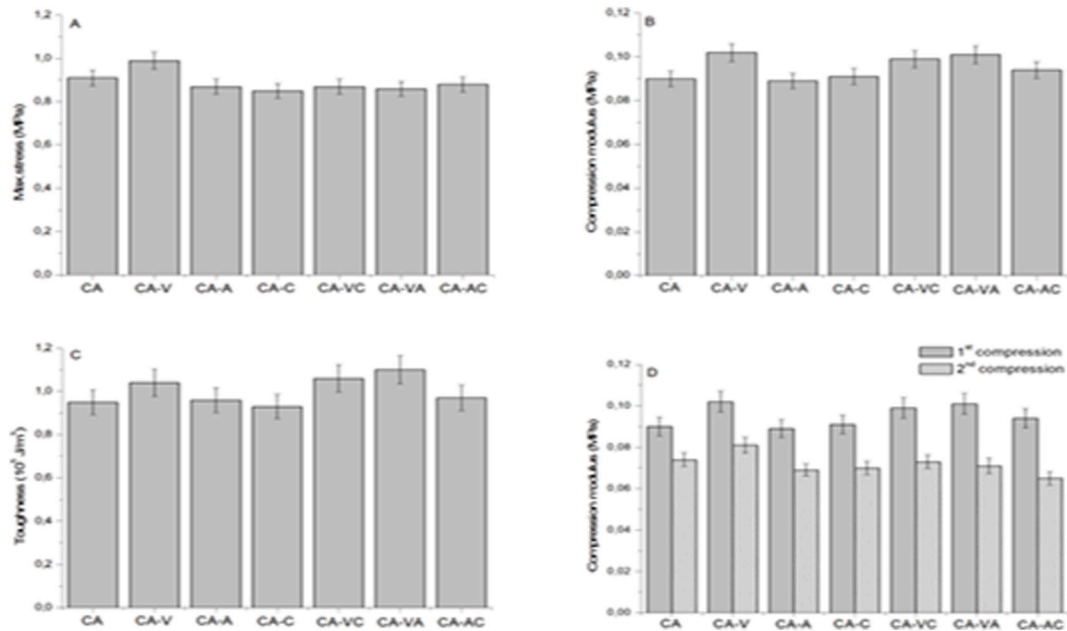 A
Max.stress (MPa)
1,2
1,0
0,8
0,6
0,4
0,2
0,0
CA CA-V CA-A CA-C CA-VC CA-VA CA-AC
B
Compression modulus (MPa)
0,12
0,10
0,08
0,06
0,04
0,02
0,00
CA CA-V CA-A CA-C CA-VC CA-VA CA-AC
C
Toughness (10⁵ J/m³)
1,2
1,0
0,8
0,6
0,4
0,2
0,0
CA CA-V CA-A CA-C CA-VC CA-VA CA-AC
D
1st compression
2nd compression
Compression modulus (MPa)
0,12
0,10
0,08
0,06
0,04
0,02
0,00
CA CA-V CA-A CA-C CA-VC CA-VA CA-AC